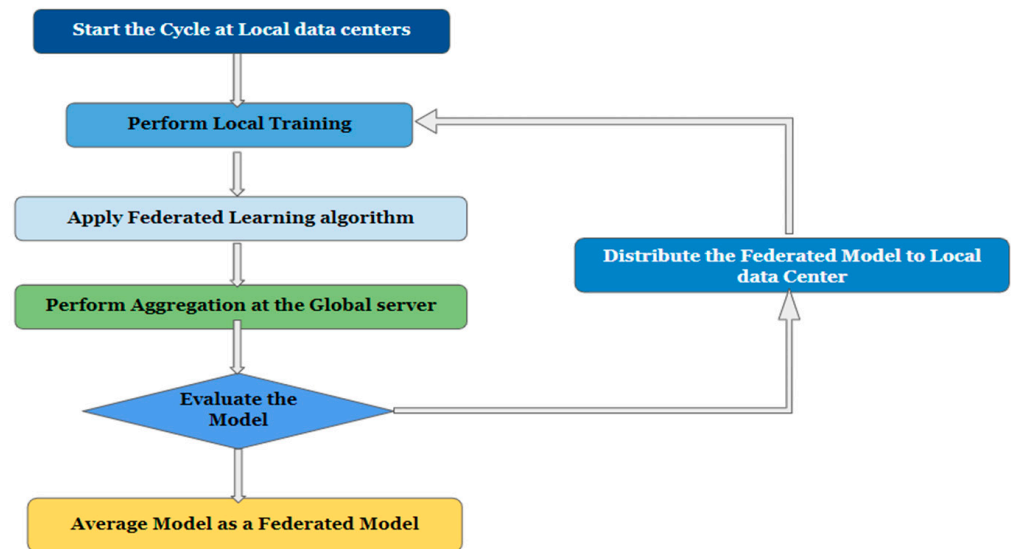 Start the Cycle at Local data centers
Perform Local Training
Apply Federated Learning algorithm
Perform Aggregation at the Global server
Evaluate the
Model
Average Model as a Federated Model
Distribute the Federated Model to Local
data Center